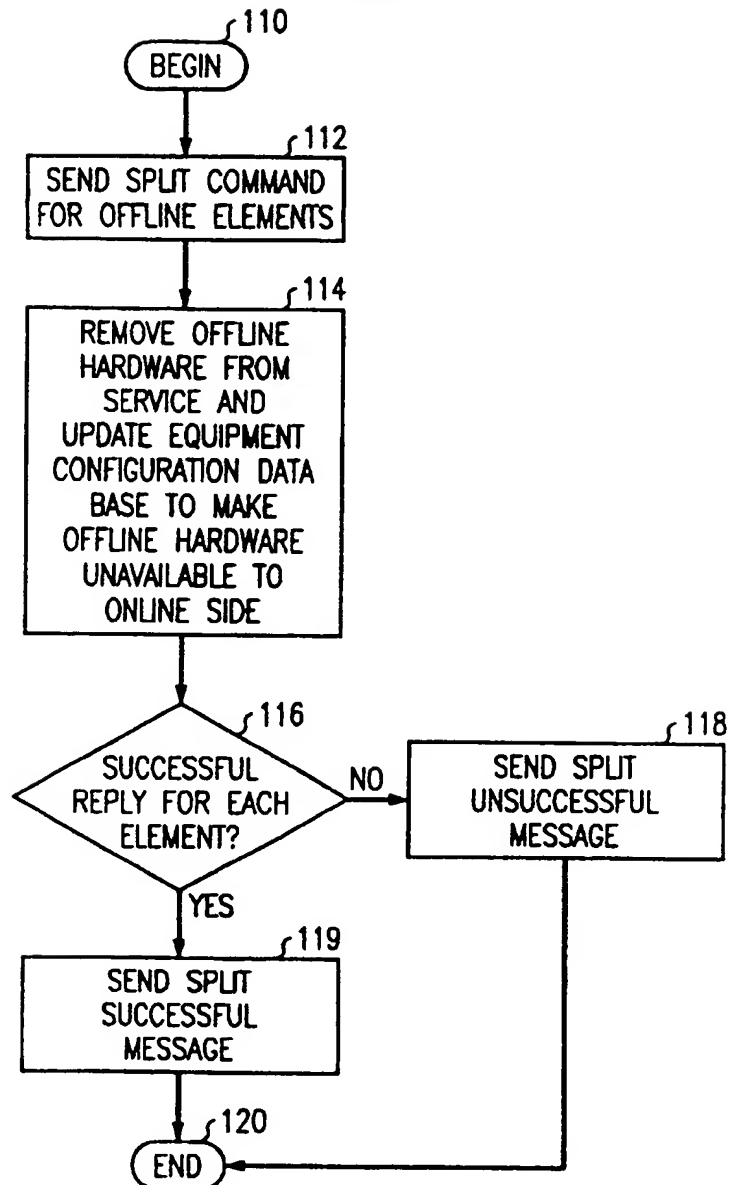 110
BEGIN
112
SEND SPLIT COMMAND
FOR OFFLINE ELEMENTS
114
REMOVE OFFLINE
HARDWARE FROM
SERVICE AND
UPDATE EQUIPMENT
CONFIGURATION DATA
BASE TO MAKE
OFFLINE HARDWARE
UNAVAILABLE TO
ONLINE SIDE
116
SUCCESSFUL
REPLY FOR EACH
ELEMENT?
NO
118
SEND SPLIT
UNSUCCESSFUL
MESSAGE
YES
119
SEND SPLIT
SUCCESSFUL
MESSAGE
120
END